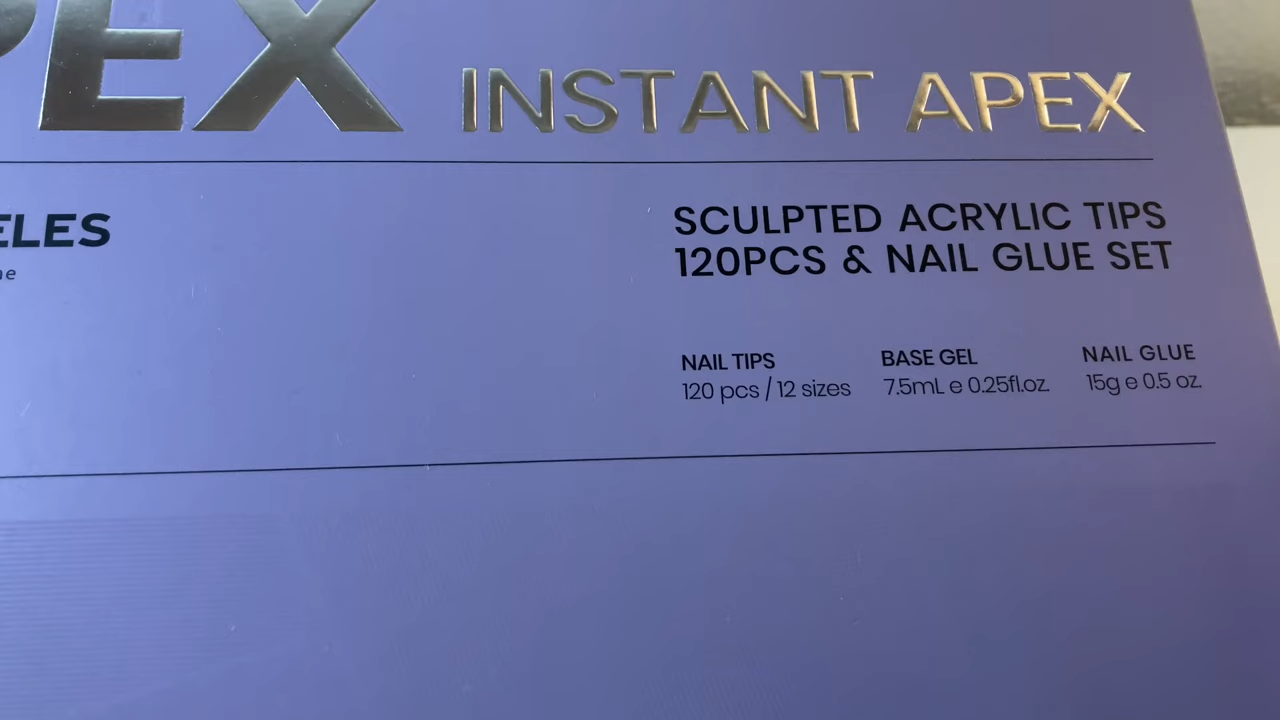 PEX INSTANT APEX
ELES
SCULPTED ACRYLIC TIPS
120PCS & NAIL GLUE SET
NAIL TIPS
120 pcs / 12 sizes
BASE GEL
7.5mL e 0.25fl.oz.
NAIL GLUE
15g e 0.5 oz.